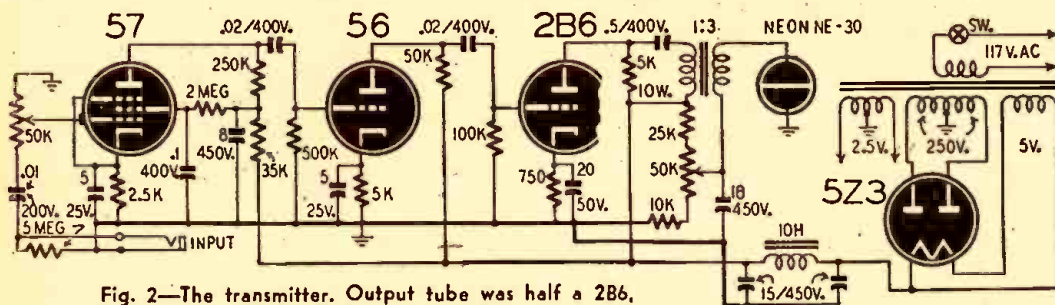 57
56
2B6
.02/400V.
.02/400V.
.5/400V.
1:3
NEON NE-30
SW.
117 V. AC
250K
50K
5K
10W.
2 MEG
50K
8
450V.
.1
400V.
35K
500K
100K
25K
50K
2.5V.
250V.
5V.
.01
200V.
5
25V.
2.5K
5
25V.
5K
750
20
50V.
10K
18
450V.
5Z3
.5 MEG
INPUT
10H
15/450V.
Fig. 2—The transmitter. Output tube was half a 2B6.